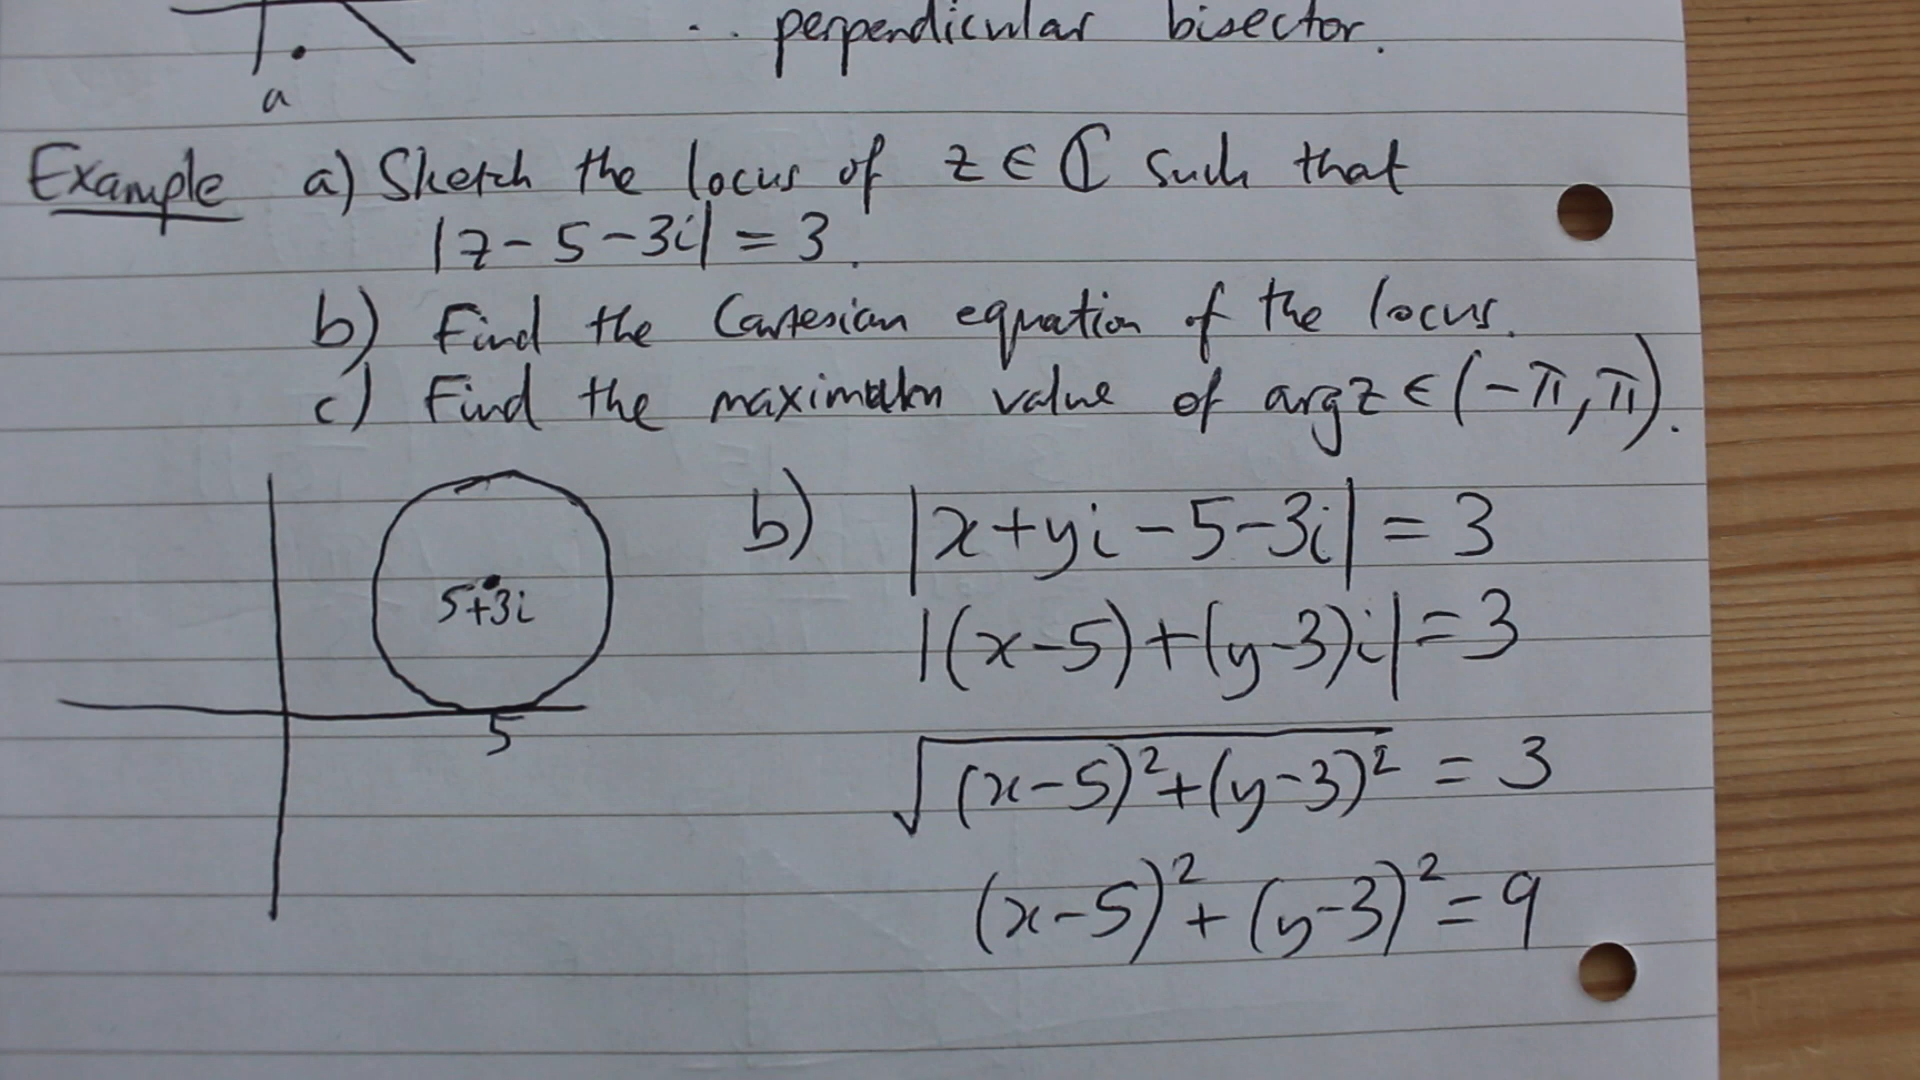 .. perpendicular bisector.
a
Example a) Sketch the locus of z ∈ ℂ such that
|z - 5 - 3i| = 3.
b) Find the Cartesian equation of the locus.
c) Find the maximum value of arg z ∈ (-π, π).
5+3i
5
b) |x + yi - 5 - 3i| = 3
|(x-5) + (y-3)i| = 3
√((x-5)² + (y-3)²) = 3
(x-5)² + (y-3)² = 9